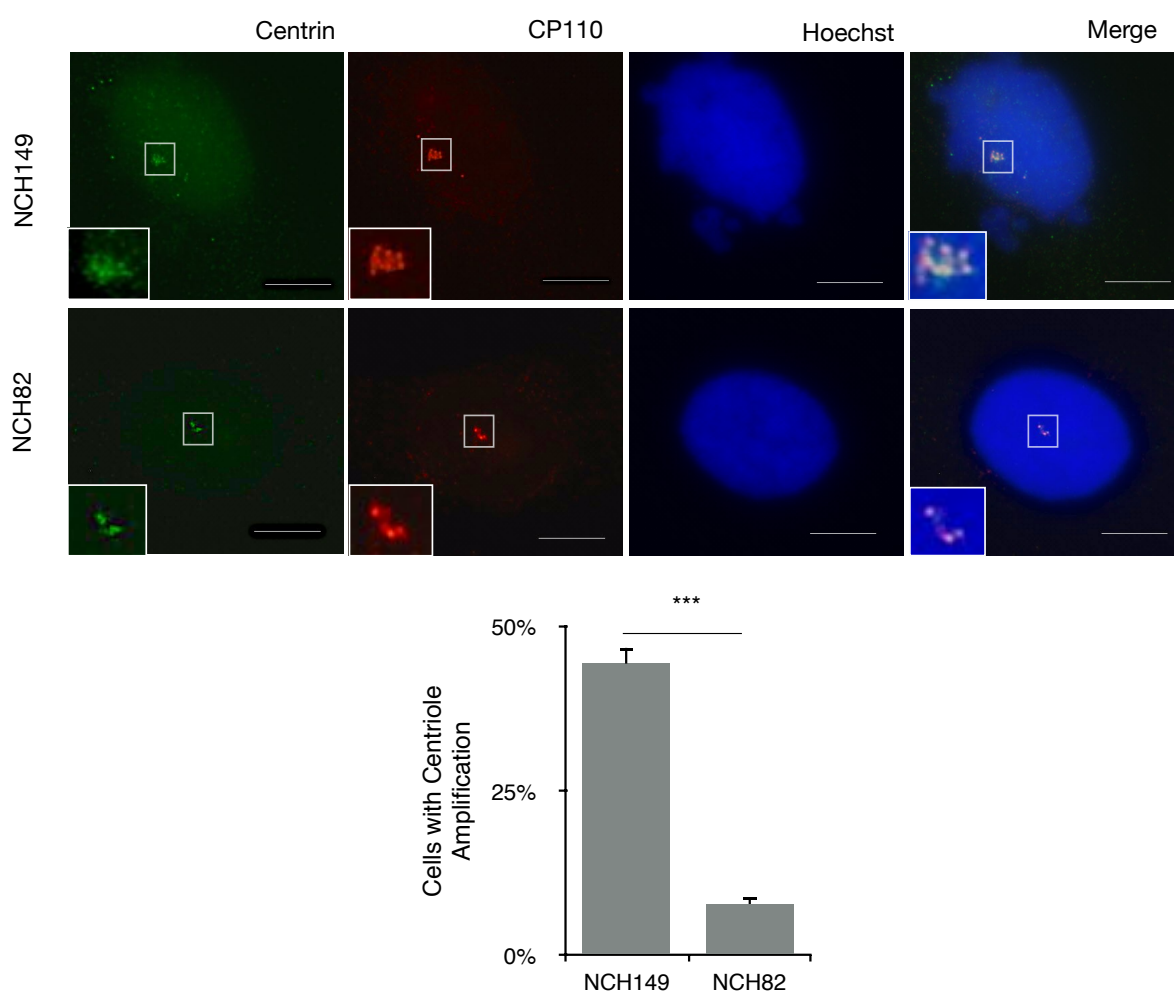 Centrin
CP110
Hoechst
Merge
NCH149
NCH82
***
50%
25%
0%
Cells with Centriole
Amplification
NCH149
NCH82